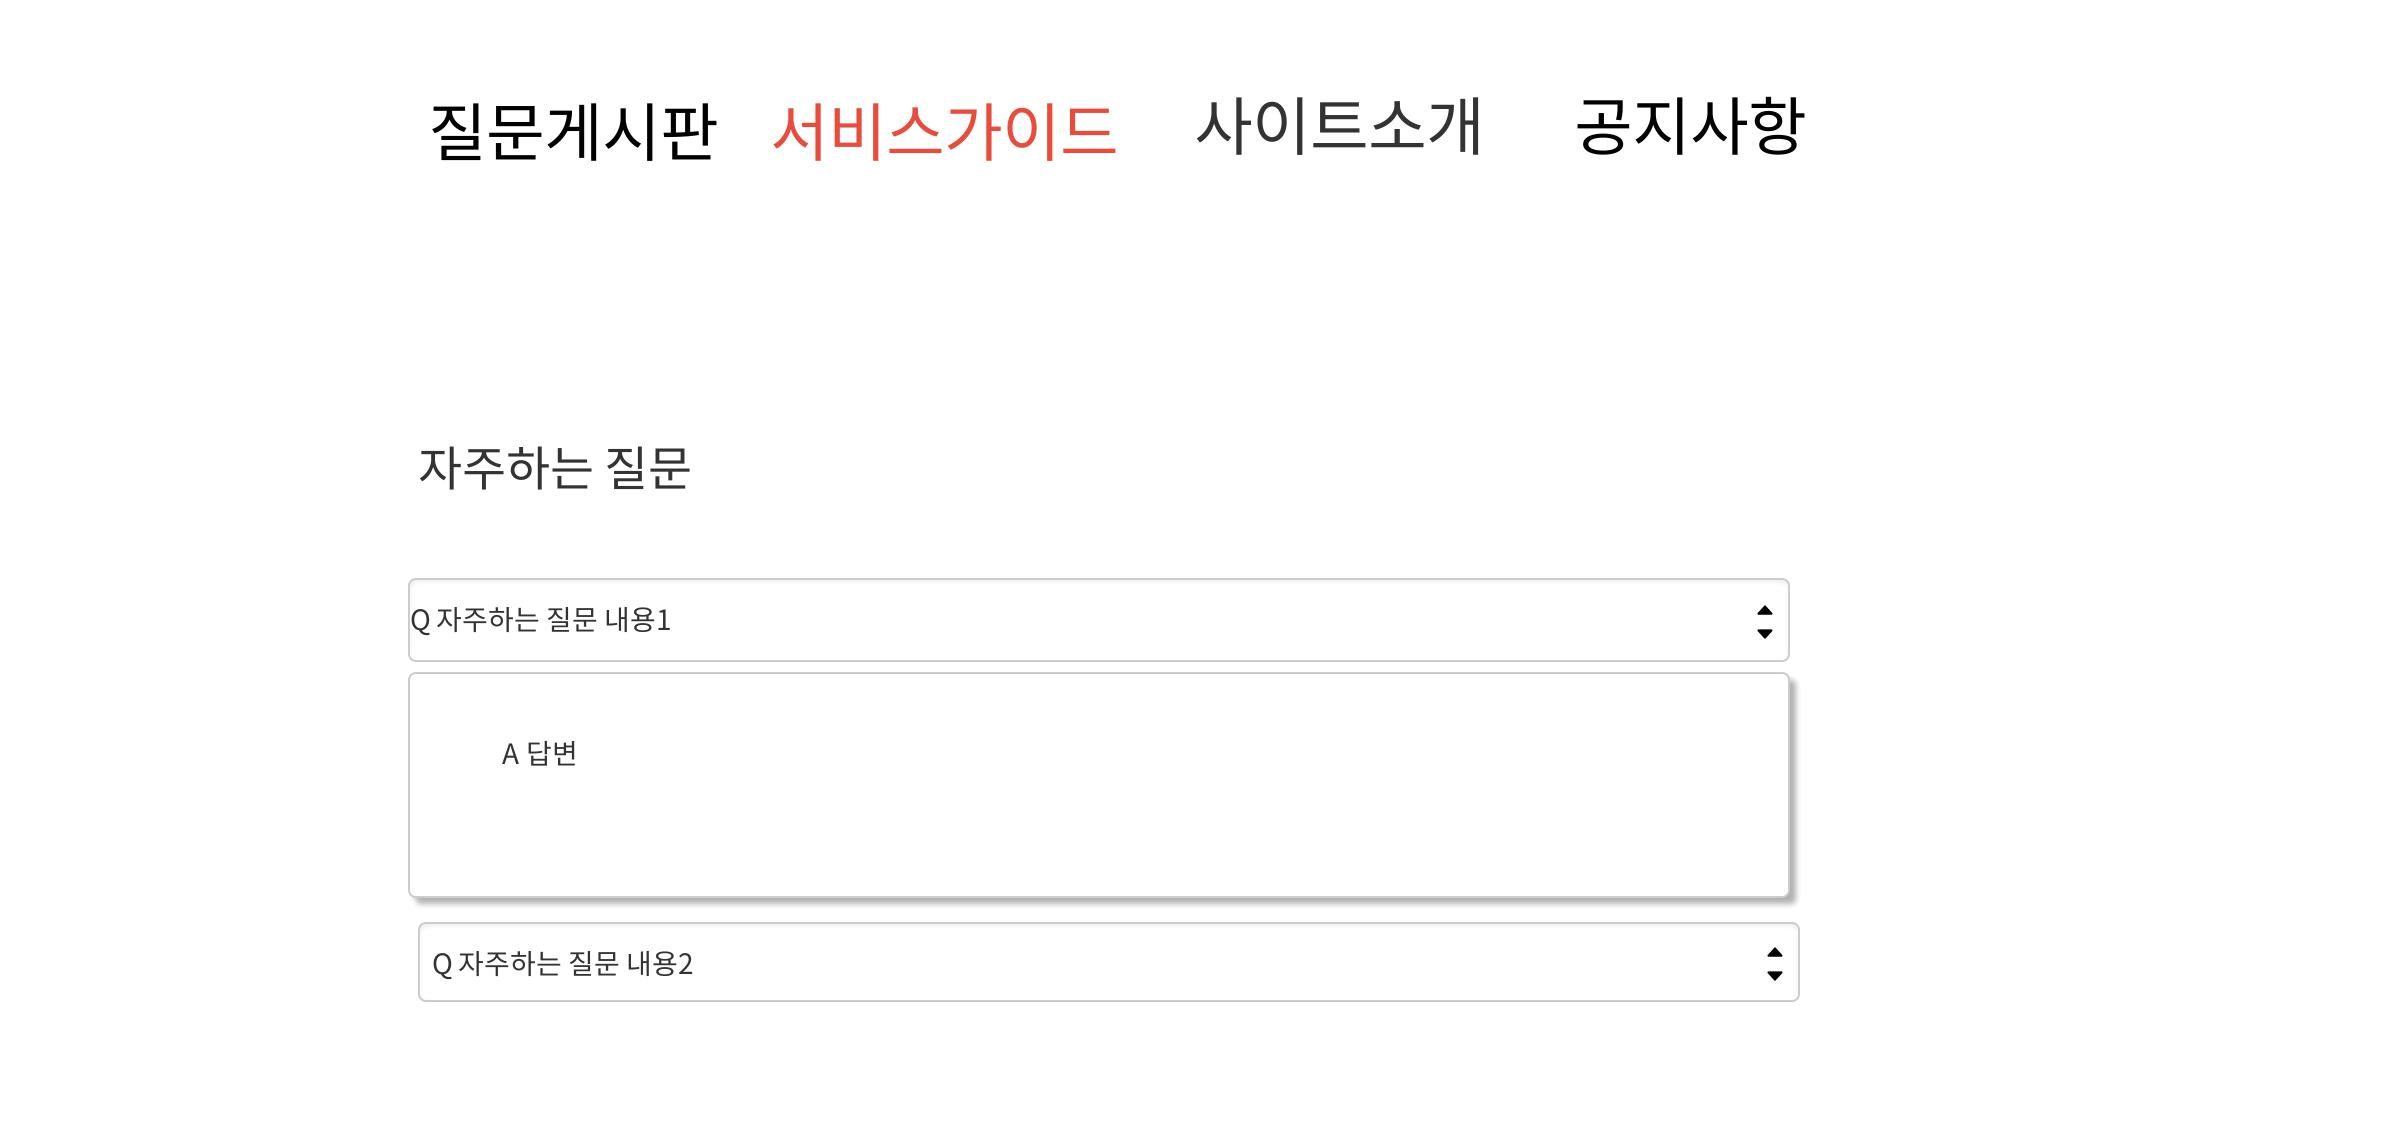 질문게시판 서비스가이드 사이트소개 공지사항
자주하는 질문
Q 자주하는 질문 내용1
A 답변
Q 자주하는 질문 내용2